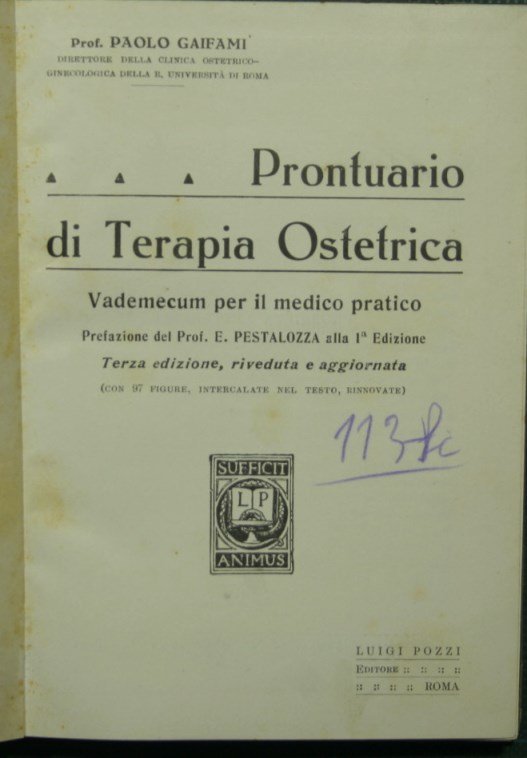 Prof. PAOLO GAIFAMI
DIRETTORE DELLA CLINICA OSTETRICO-
GINECOLOGICA DELLA R. UNIVERSITÀ DI ROMA
Prontuario
di Terapia Ostetrica
Vademecum per il medico pratico
Prefazione del Prof. E. PESTALOZZA alla 1ª Edizione
Terza edizione, riveduta e aggiornata
(CON 97 FIGURE, INTERCALATE NEL TESTO, RINNOVATE)
113
SUFFICIT
L P
ANIMUS
LUIGI POZZI
EDITORE :: :: :: ::
:: :: :: :: ROMA